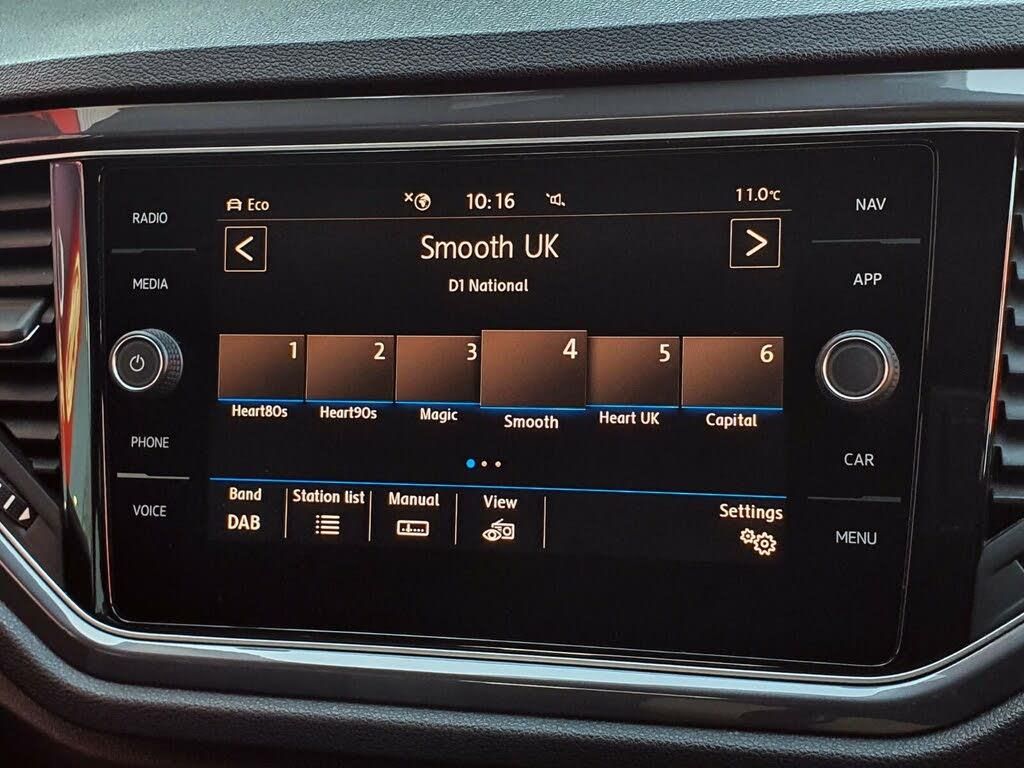 RADIO
MEDIA
PHONE
VOICE
Eco
10:16
11.0°C
<
Smooth UK
>
D1 National
1
2
3
4
5
6
Heart80s
Heart90s
Magic
Smooth
Heart UK
Capital
Band
DAB
Station list
Manual
View
Settings
NAV
APP
CAR
MENU